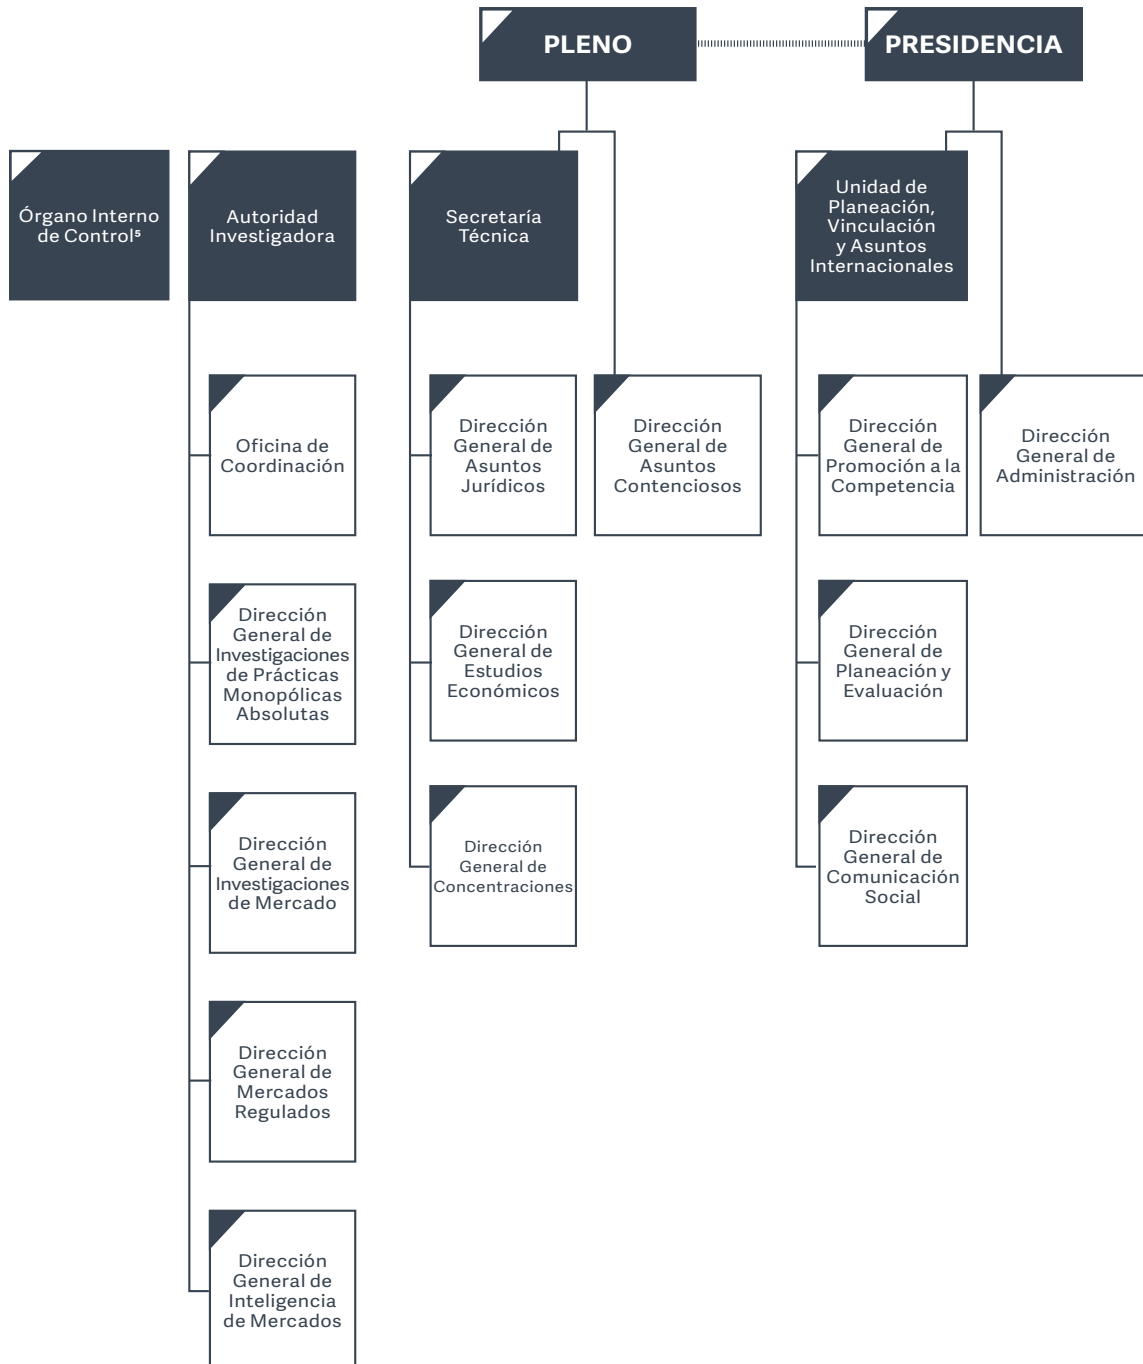 PLENO
PRESIDENCIA
Órgano Interno
de Control⁵
Autoridad
Investigadora
Secretaría
Técnica
Unidad de
Planeación,
Vinculación
y Asuntos
Internacionales
Oficina de
Coordinación
Dirección
General de
Asuntos
Jurídicos
Dirección
General de
Asuntos
Contenciosos
Dirección
General de
Promoción a la
Competencia
Dirección
General de
Administración
Dirección
General de
Investigaciones
de Prácticas
Monopólicas
Absolutas
Dirección
General de
Estudios
Económicos
Dirección
General de
Planeación y
Evaluación
Dirección
General de
Investigaciones
de Mercado
Dirección
General de
Concentraciones
Dirección
General de
Comunicación
Social
Dirección
General de
Mercados
Regulados
Dirección
General de
Inteligencia
de Mercados